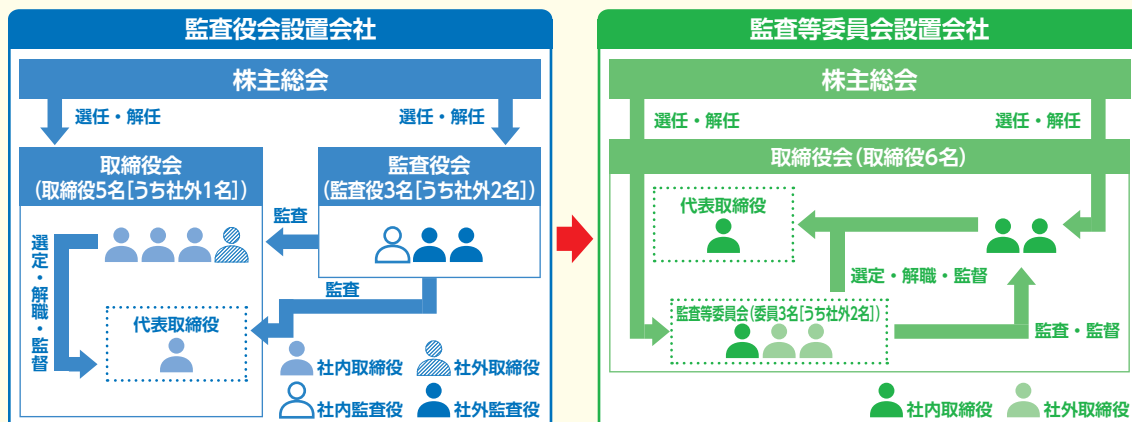 監査役会設置会社
株主総会
選任・解任
選任・解任
取締役会
（取締役5名[うち社外1名]）
監査役会
（監査役3名[うち社外2名]）
監査
選定・解職・監督
監査
代表取締役
社内取締役
社外取締役
社内監査役
社外監査役
監査等委員会設置会社
株主総会
選任・解任
選任・解任
取締役会（取締役6名）
代表取締役
選定・解職・監督
監査等委員会（委員3名[うち社外2名]）
監査・監督
社内取締役
社外取締役